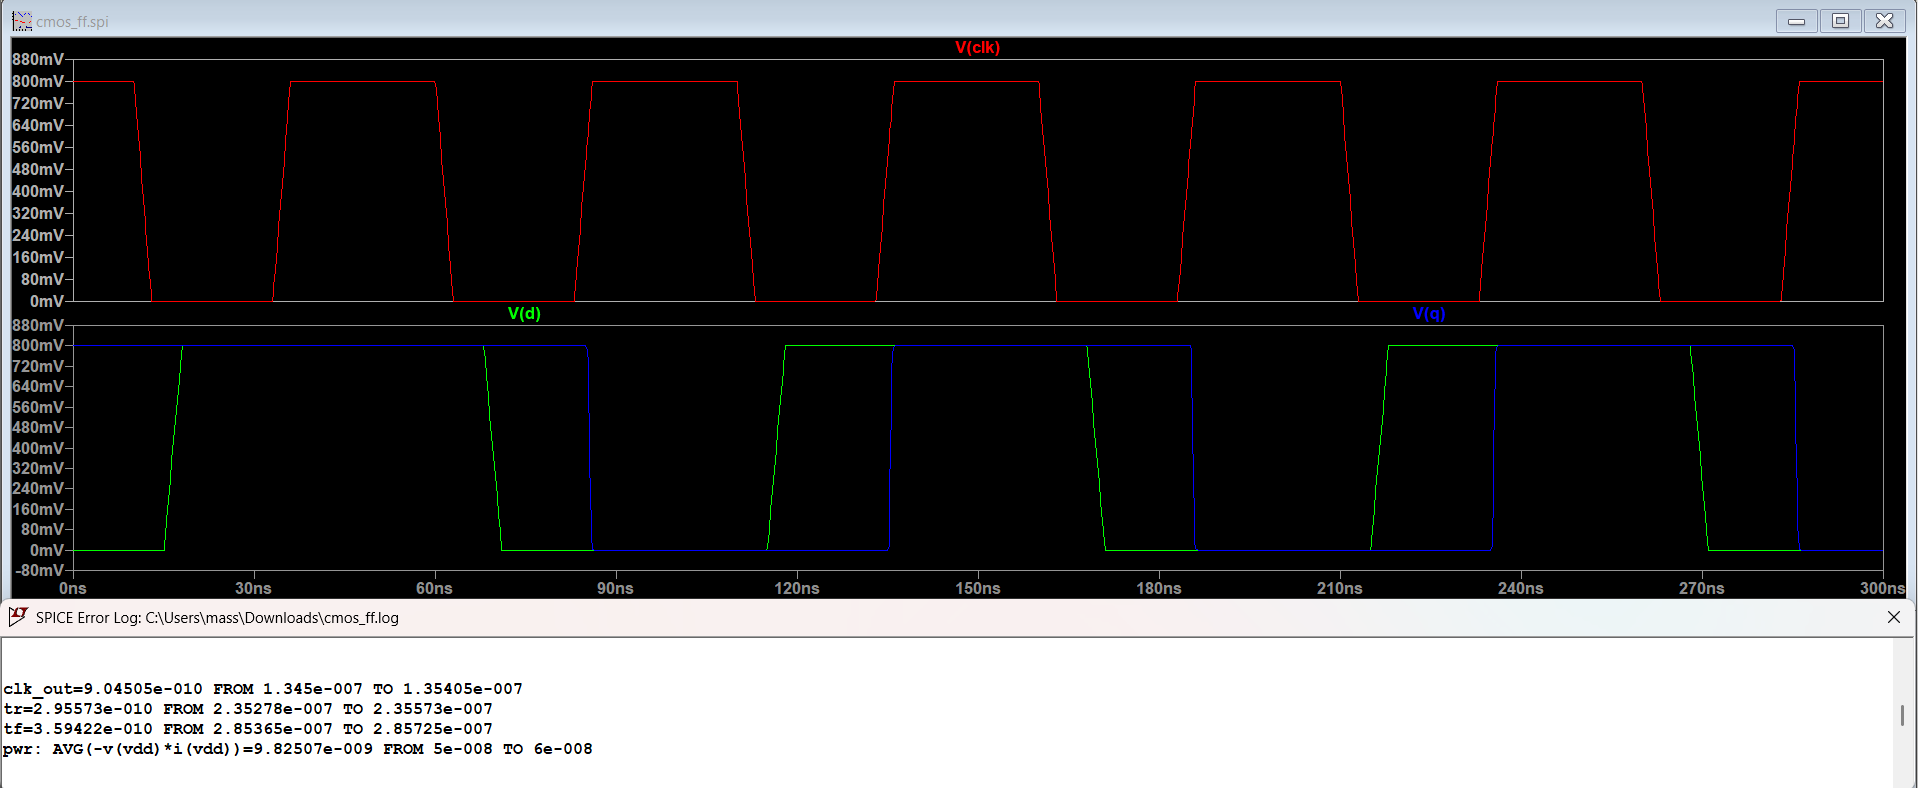 cmos_ff.spi
V(clk)
880mV
800mV
720mV
640mV
560mV
480mV
400mV
320mV
240mV
160mV
80mV
0mV
V(d) V(q)
880mV
800mV
720mV
640mV
560mV
480mV
400mV
320mV
240mV
160mV
80mV
0mV
-80mV
0ns 30ns 60ns 90ns 120ns 150ns 180ns 210ns 240ns 270ns 300ns
SPICE Error Log: C:\Users\mass\Downloads\cmos_ff.log
clk_out=9.04505e-010 FROM 1.345e-007 TO 1.35405e-007
tr=2.95573e-010 FROM 2.35278e-007 TO 2.35573e-007
tf=3.59422e-010 FROM 2.85365e-007 TO 2.85725e-007
pwr: AVG(-v(vdd)*i(vdd))=9.82507e-009 FROM 5e-008 TO 6e-008